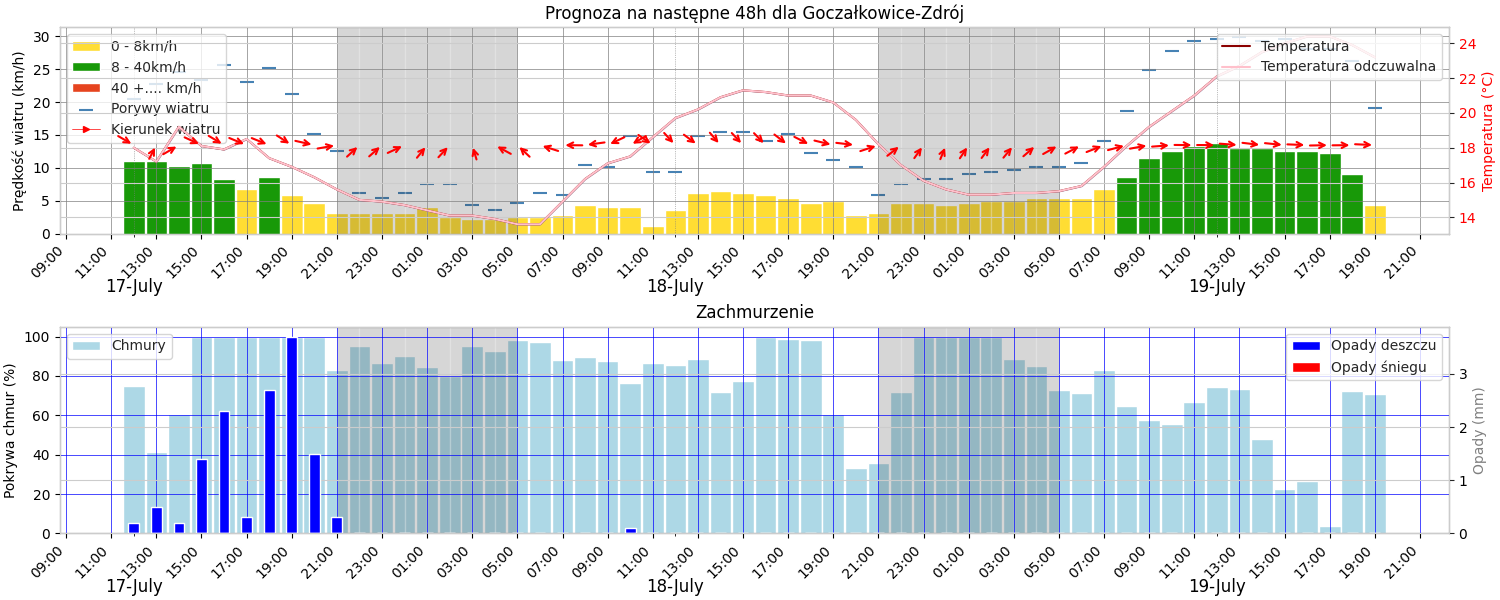 Prognoza na następne 48h dla Goczałkowice-Zdrój
Prędkość wiatru (km/h)
30
25
20
15
10
5
0
0 - 8km/h
8 - 40km/h
40 +.... km/h
Porywy wiatru
Kierunek wiatru
Temperatura
Temperatura odczuwalna
24
22
20
18
16
14
Temperatura (°C)
09:00 11:00 13:00 15:00 17:00 19:00 21:00 23:00 01:00 03:00 05:00 07:00 09:00 11:00 13:00 15:00 17:00 19:00 21:00 23:00 01:00 03:00 05:00 07:00 09:00 11:00 13:00 15:00 17:00 19:00 21:00
17-July 18-July 19-July
Zachmurzenie
Pokrywa chmur (%)
100
80
60
40
20
0
Chmury
Opady deszczu
Opady śniegu
3
2
1
0
Opady (mm)
09:00 11:00 13:00 15:00 17:00 19:00 21:00 23:00 01:00 03:00 05:00 07:00 09:00 11:00 13:00 15:00 17:00 19:00 21:00 23:00 01:00 03:00 05:00 07:00 09:00 11:00 13:00 15:00 17:00 19:00 21:00
17-July 18-July 19-July